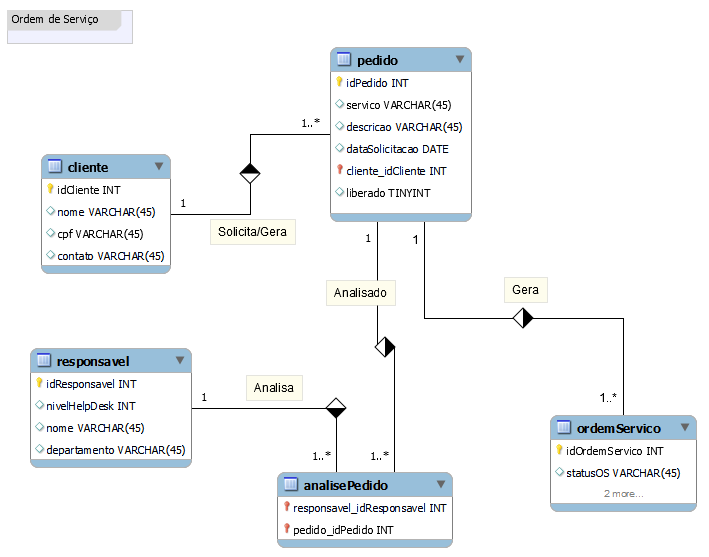 Ordem de Serviço
pedido
idPedido INT
servico VARCHAR(45)
descricao VARCHAR(45)
dataSolicitacao DATE
cliente_idCliente INT
liberado TINYINT
1..*
cliente
idCliente INT
nome VARCHAR(45)
cpf VARCHAR(45)
contato VARCHAR(45)
1
Solicita/Gera
1
1
Analisado
Gera
responsavel
idResponsavel INT
nivelHelpDesk INT
nome VARCHAR(45)
departamento VARCHAR(45)
1
Analisa
1..*
1..*
1..*
ordemServico
idOrdemServico INT
statusOS VARCHAR(45)
2 more...
analisePedido
responsavel_idResponsavel INT
pedido_idPedido INT